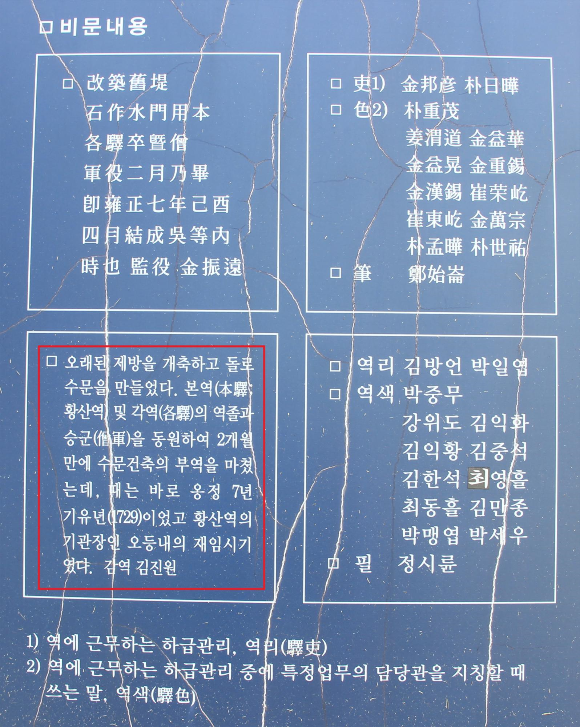 □ 비문내용
□ 改築舊堤
石作水門用本
各驛卒曁僧
軍役二月乃畢
卽雍正七年己酉
四月結成吳等內
時也 監役 金振遠
□ 吏1) 金邦彦 朴日曄
□ 色2) 朴重茂
姜渭道 金益華
金益晃 金重錫
金漢錫 崔荣屹
崔東屹 金萬宗
朴孟曄 朴世祐
□ 筆 鄭始崙
□ 오래된 제방을 개축하고 돌로
수문을 만들었다. 본역(本驛;
황산역) 및 각역(各驛)의 역졸과
승군(僧軍)을 동원하여 2개월
만에 수문건축의 부역을 마쳤
는데, 때는 바로 옹정 7년
기유년(1729)이었고 황산역의
기관장인 오등내의 재임시기
였다. 감역 김진원
□ 역리 김방언 박일엽
□ 역색 박중무
강위도 김익화
김익황 김중석
김한석 최영흘
최동흘 김만종
박맹엽 박세우
□ 필 정시륜
1) 역에 근무하는 하급관리, 역리(驛吏)
2) 역에 근무하는 하급관리 중에 특정업무의 담당관을 지칭할 때
쓰는 말, 역색(驛色)